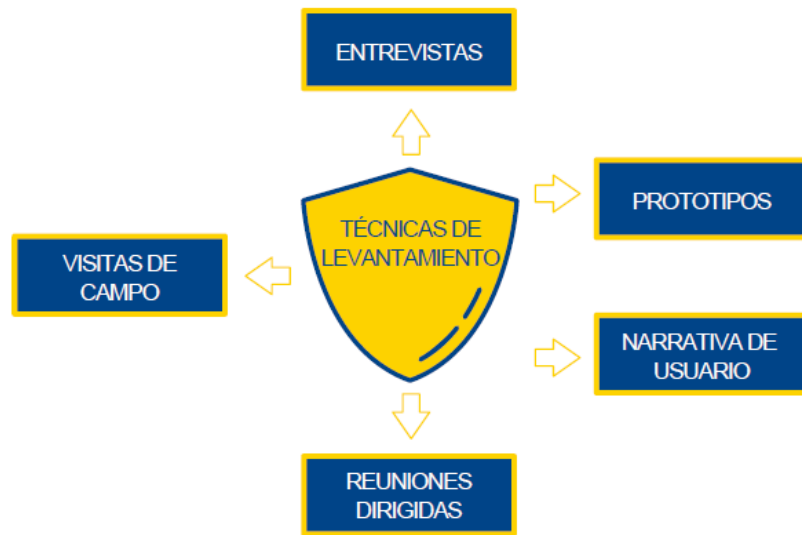 ENTREVISTAS
TÉCNICAS DE
LEVANTAMIENTO
PROTOTIPOS
VISITAS DE
CAMPO
NARRATIVA DE
USUARIO
REUNIONES
DIRIGIDAS